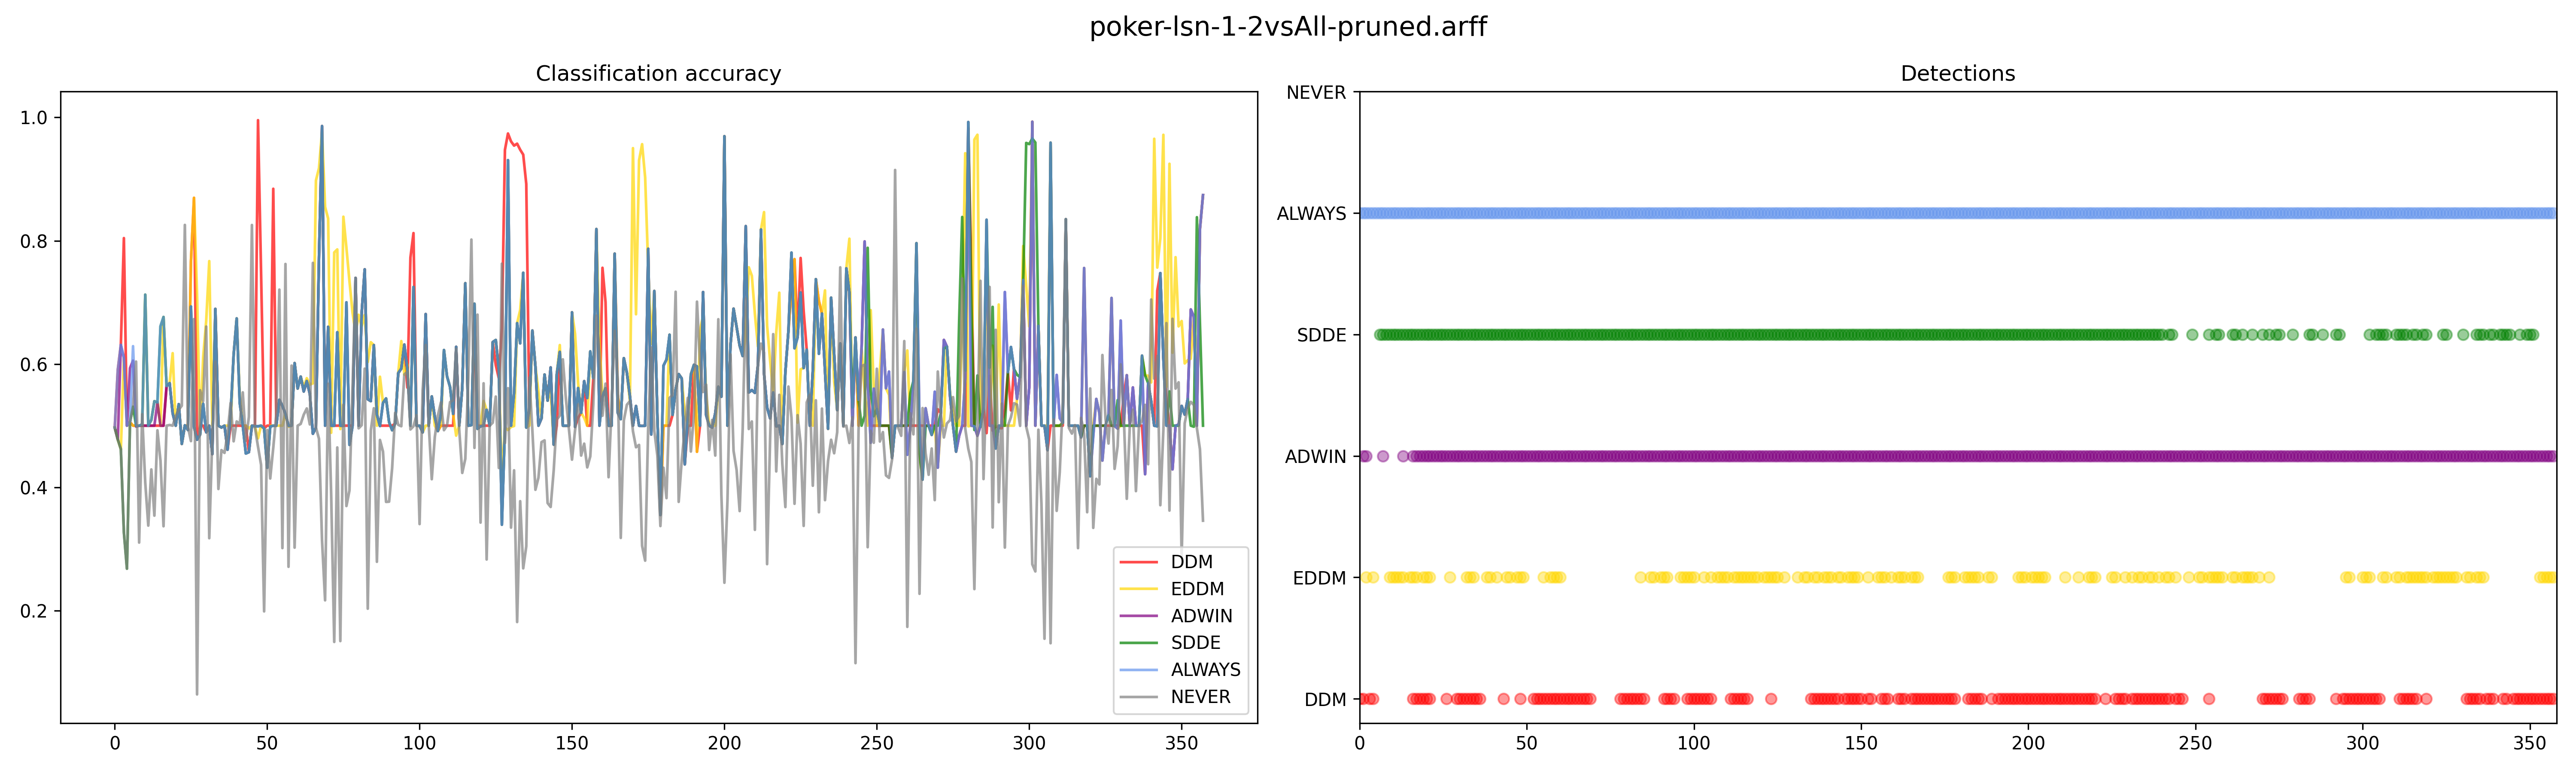 poker-lsn-1-2vsAll-pruned.arff
Classification accuracy
1.0
0.8
0.6
0.4
0.2
0 50 100 150 200 250 300 350
DDM
EDDM
ADWIN
SDDE
ALWAYS
NEVER
Detections
NEVER
ALWAYS
SDDE
ADWIN
EDDM
DDM
0 50 100 150 200 250 300 350